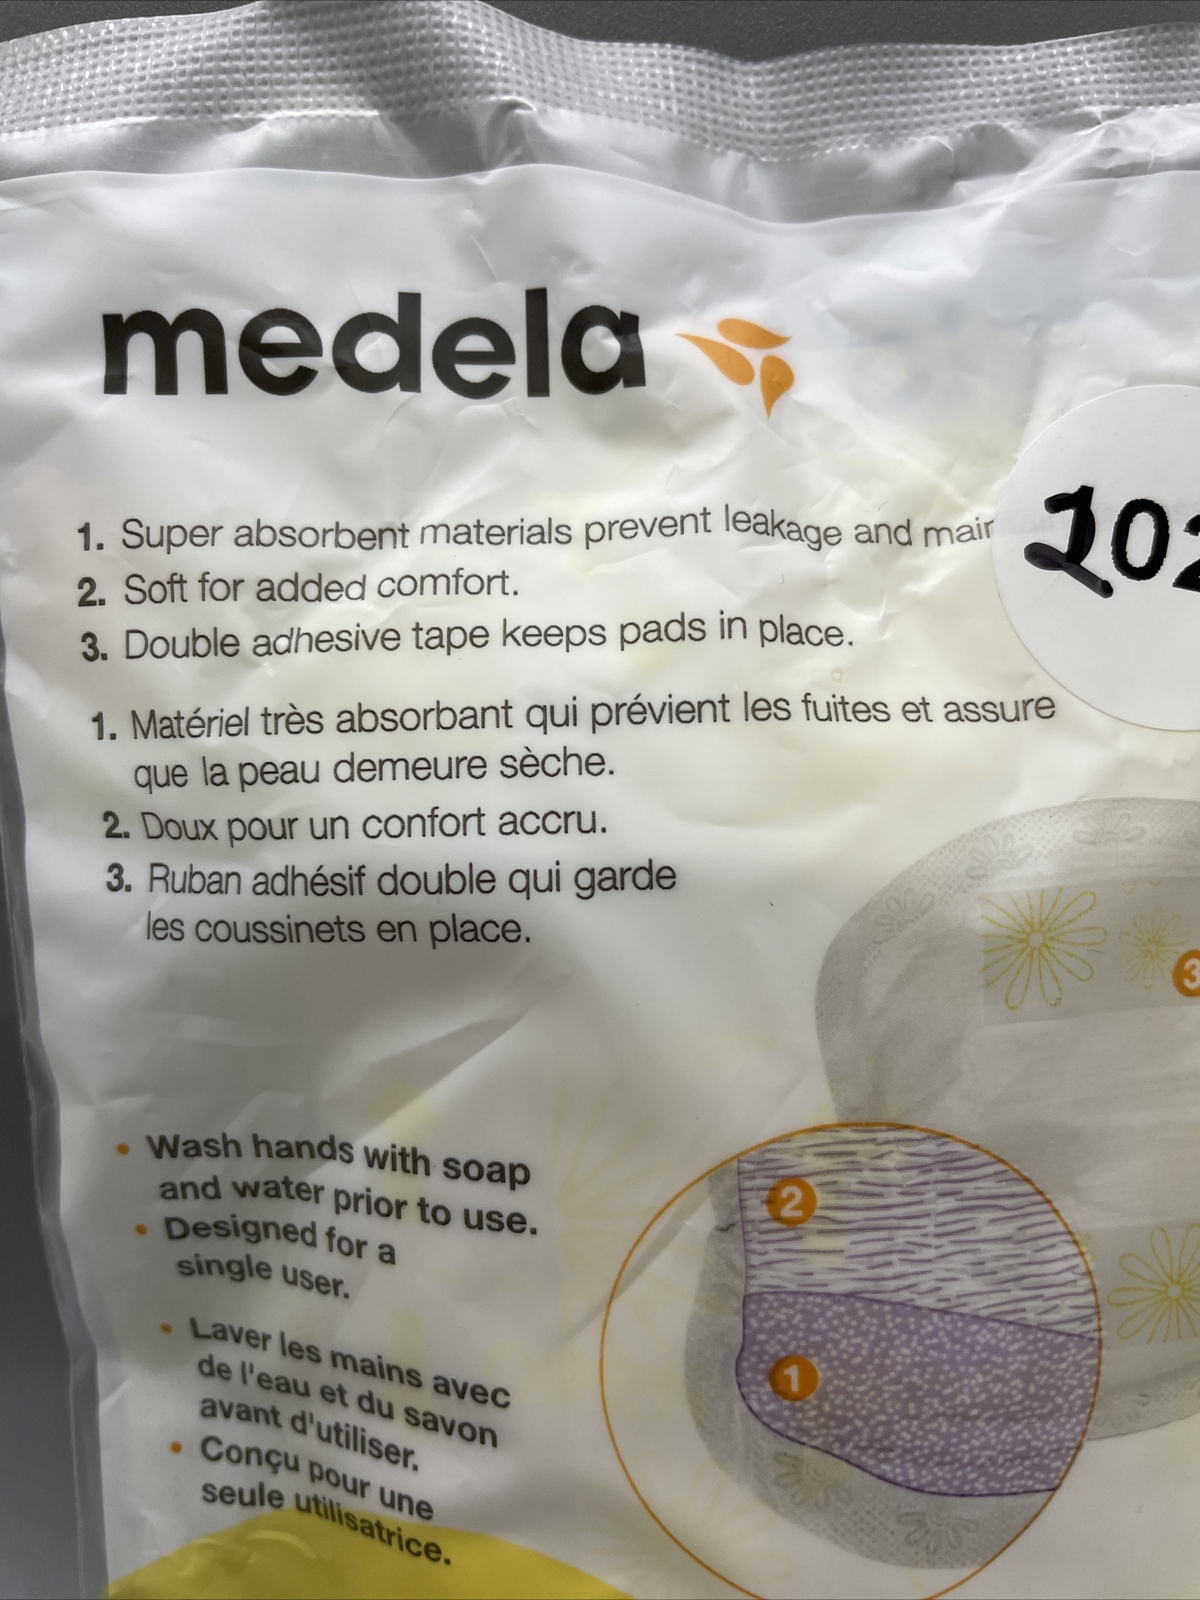 medela
1. Super absorbent materials prevent leakage and
2. Soft for added comfort.
3. Double adhesive tape keeps pads in place.
1. Matériel très absorbant qui prévient les fuites et assure
que la peau demeure sèche.
2. Doux pour un confort accru.
3. Ruban adhésif double qui garde
les coussinets en place.
3
• Wash hands with soap
and water prior to use.
• Designed for a
single user.
2
1
• Laver les mains avec
de l'eau et du savon
avant d'utiliser.
• Conçu pour une
seule utilisatrice.